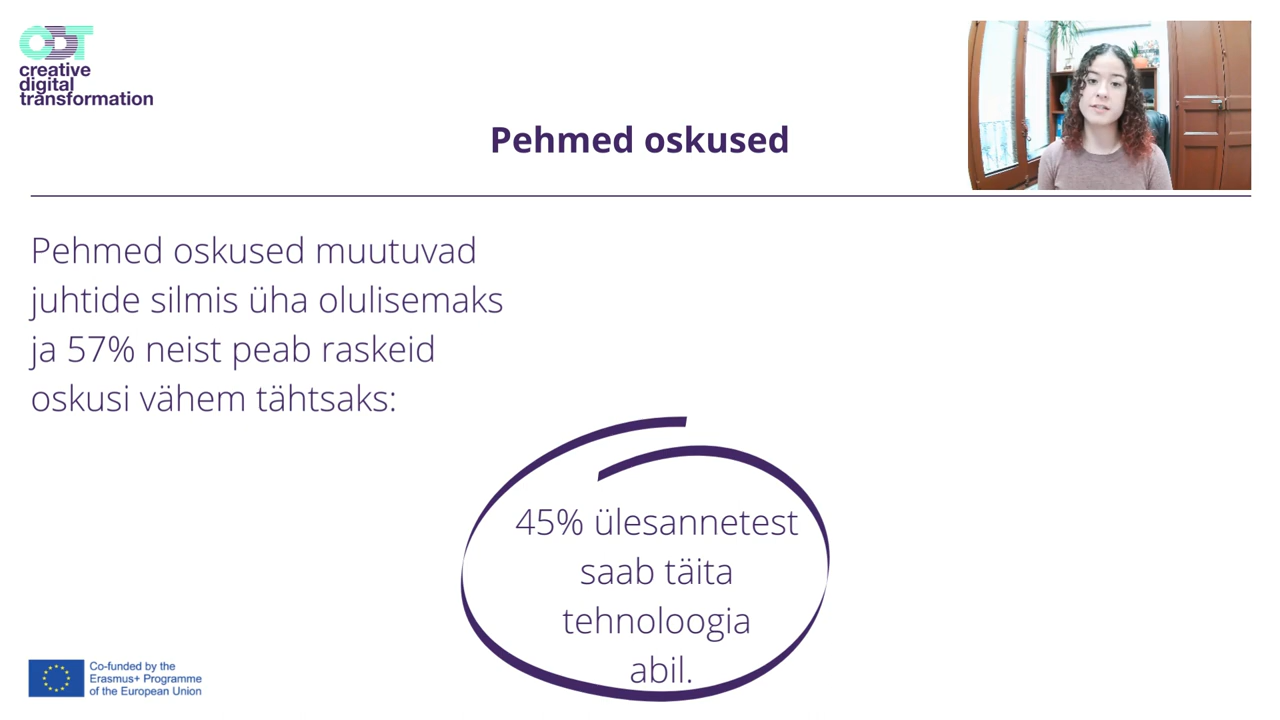 CDT
creative
digital
transformation
Pehmed oskused
Pehmed oskused muutuvad
juhtide silmis üha olulisemaks
ja 57% neist peab raskeid
oskusi vähem tähtsaks:
45% ülesannetest
saab täita
tehnoloogia
abil.
Co-funded by the
Erasmus+ Programme
of the European Union